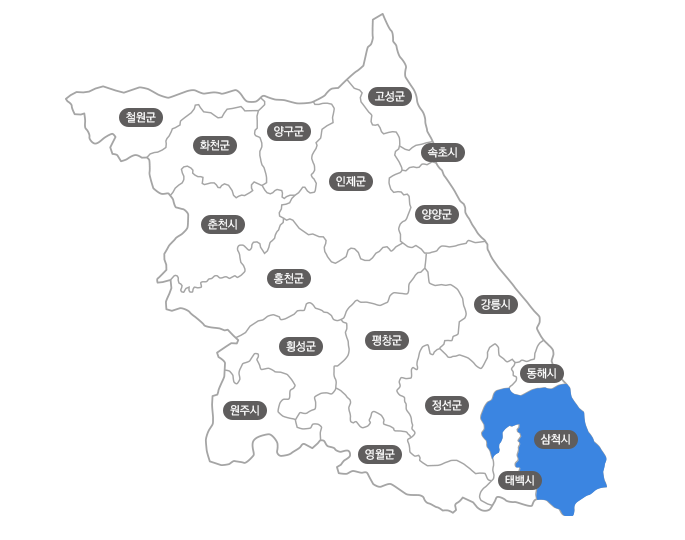 고성군
철원군
양구군
화천군
속초시
인제군
양양군
춘천시
홍천군
강릉시
평창군
횡성군
동해시
정선군
원주시
삼척시
영월군
태백시